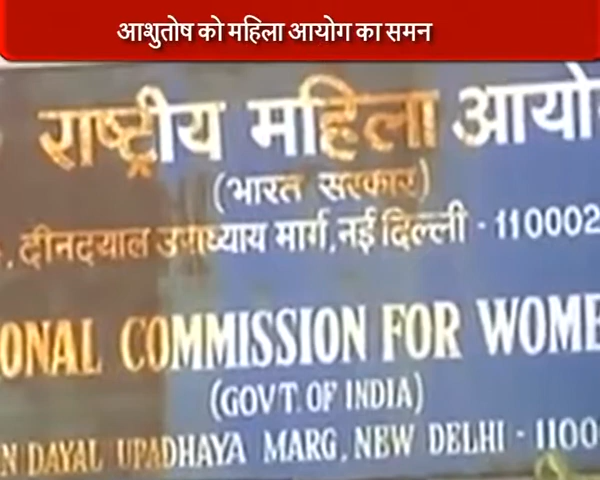 आशुतोष को महिला आयोग का समन
राष्ट्रीय महिला आयो
(भारत सरकार)
दीनदयाल उपाध्याय मार्ग, नई दिल्ली - 110002
ONAL COMMISSION FOR WOME
(GOVT. OF INDIA)
N DAYAL UPADHAYA MARG, NEW DELHI - 1100